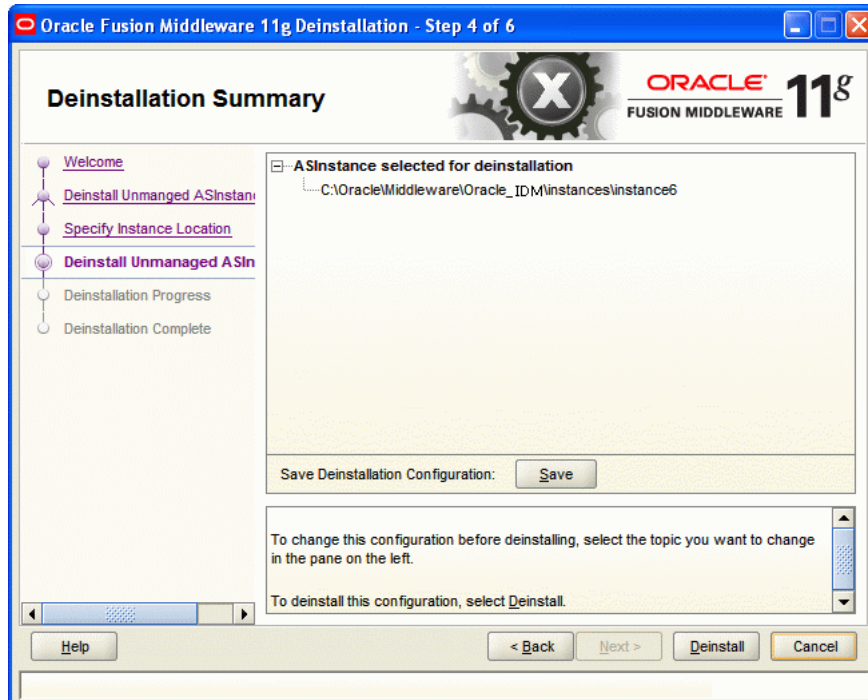 Oracle Fusion Middleware 11g Deinstallation - Step 4 of 6
Deinstallation Summary
ORACLE
FUSION MIDDLEWARE
11g
Welcome
Deinstall Unmanged ASInstanc
Specify Instance Location
Deinstall Unmanaged ASIn
Deinstallation Progress
Deinstallation Complete
ASInstance selected for deinstallation
C:\Oracle\Middleware\Oracle_IDM\instances\instance6
Save Deinstallation Configuration:
Save
To change this configuration before deinstalling, select the topic you want to change
in the pane on the left.
To deinstall this configuration, select Deinstall.
Help
< Back
Next >
Deinstall
Cancel